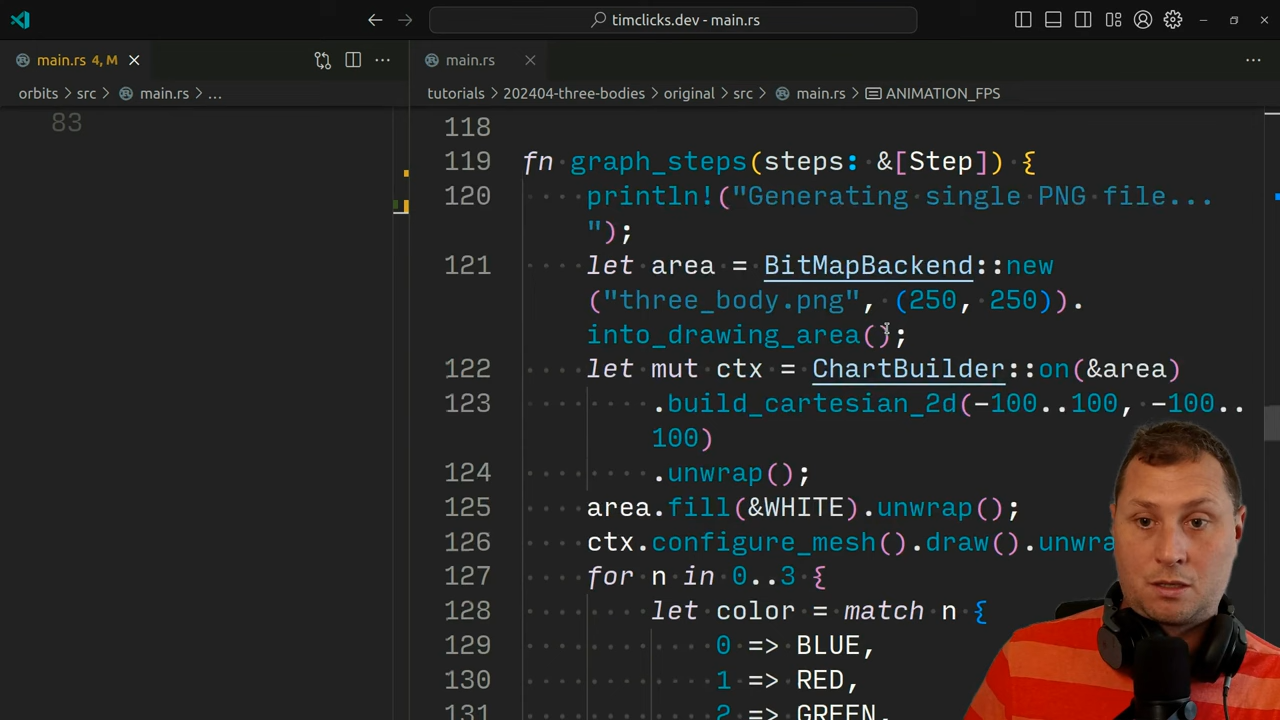 timclicks.dev - main.rs
main.rs 4, M
main.rs
orbits > src > main.rs > ...
tutorials > 202404-three-bodies > original > src > main.rs > ANIMATION_FPS
83
118
119 fn graph_steps(steps: &[Step]) {
120 println!("Generating single PNG file...
");
121 let area = BitMapBackend::new
("three_body.png", (250, 250)).
into_drawing_area();
122 let mut ctx = ChartBuilder::on(&area)
123 .build_cartesian_2d(-100..100, -100..
100)
124 .unwrap();
125 area.fill(&WHITE).unwrap();
126 ctx.configure_mesh().draw().unwra
127 for n in 0..3 {
128 let color = match n {
129 0 => BLUE,
130 1 => RED,
131 2 => GREEN,